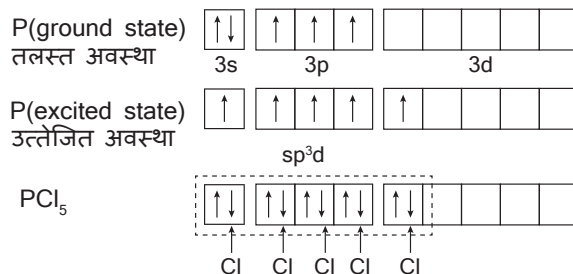 P(ground state)
तलस्त अवस्था
3s 3p 3d
P(excited state)
उत्तेजित अवस्था
sp³d
PCl₅
Cl Cl Cl Cl Cl